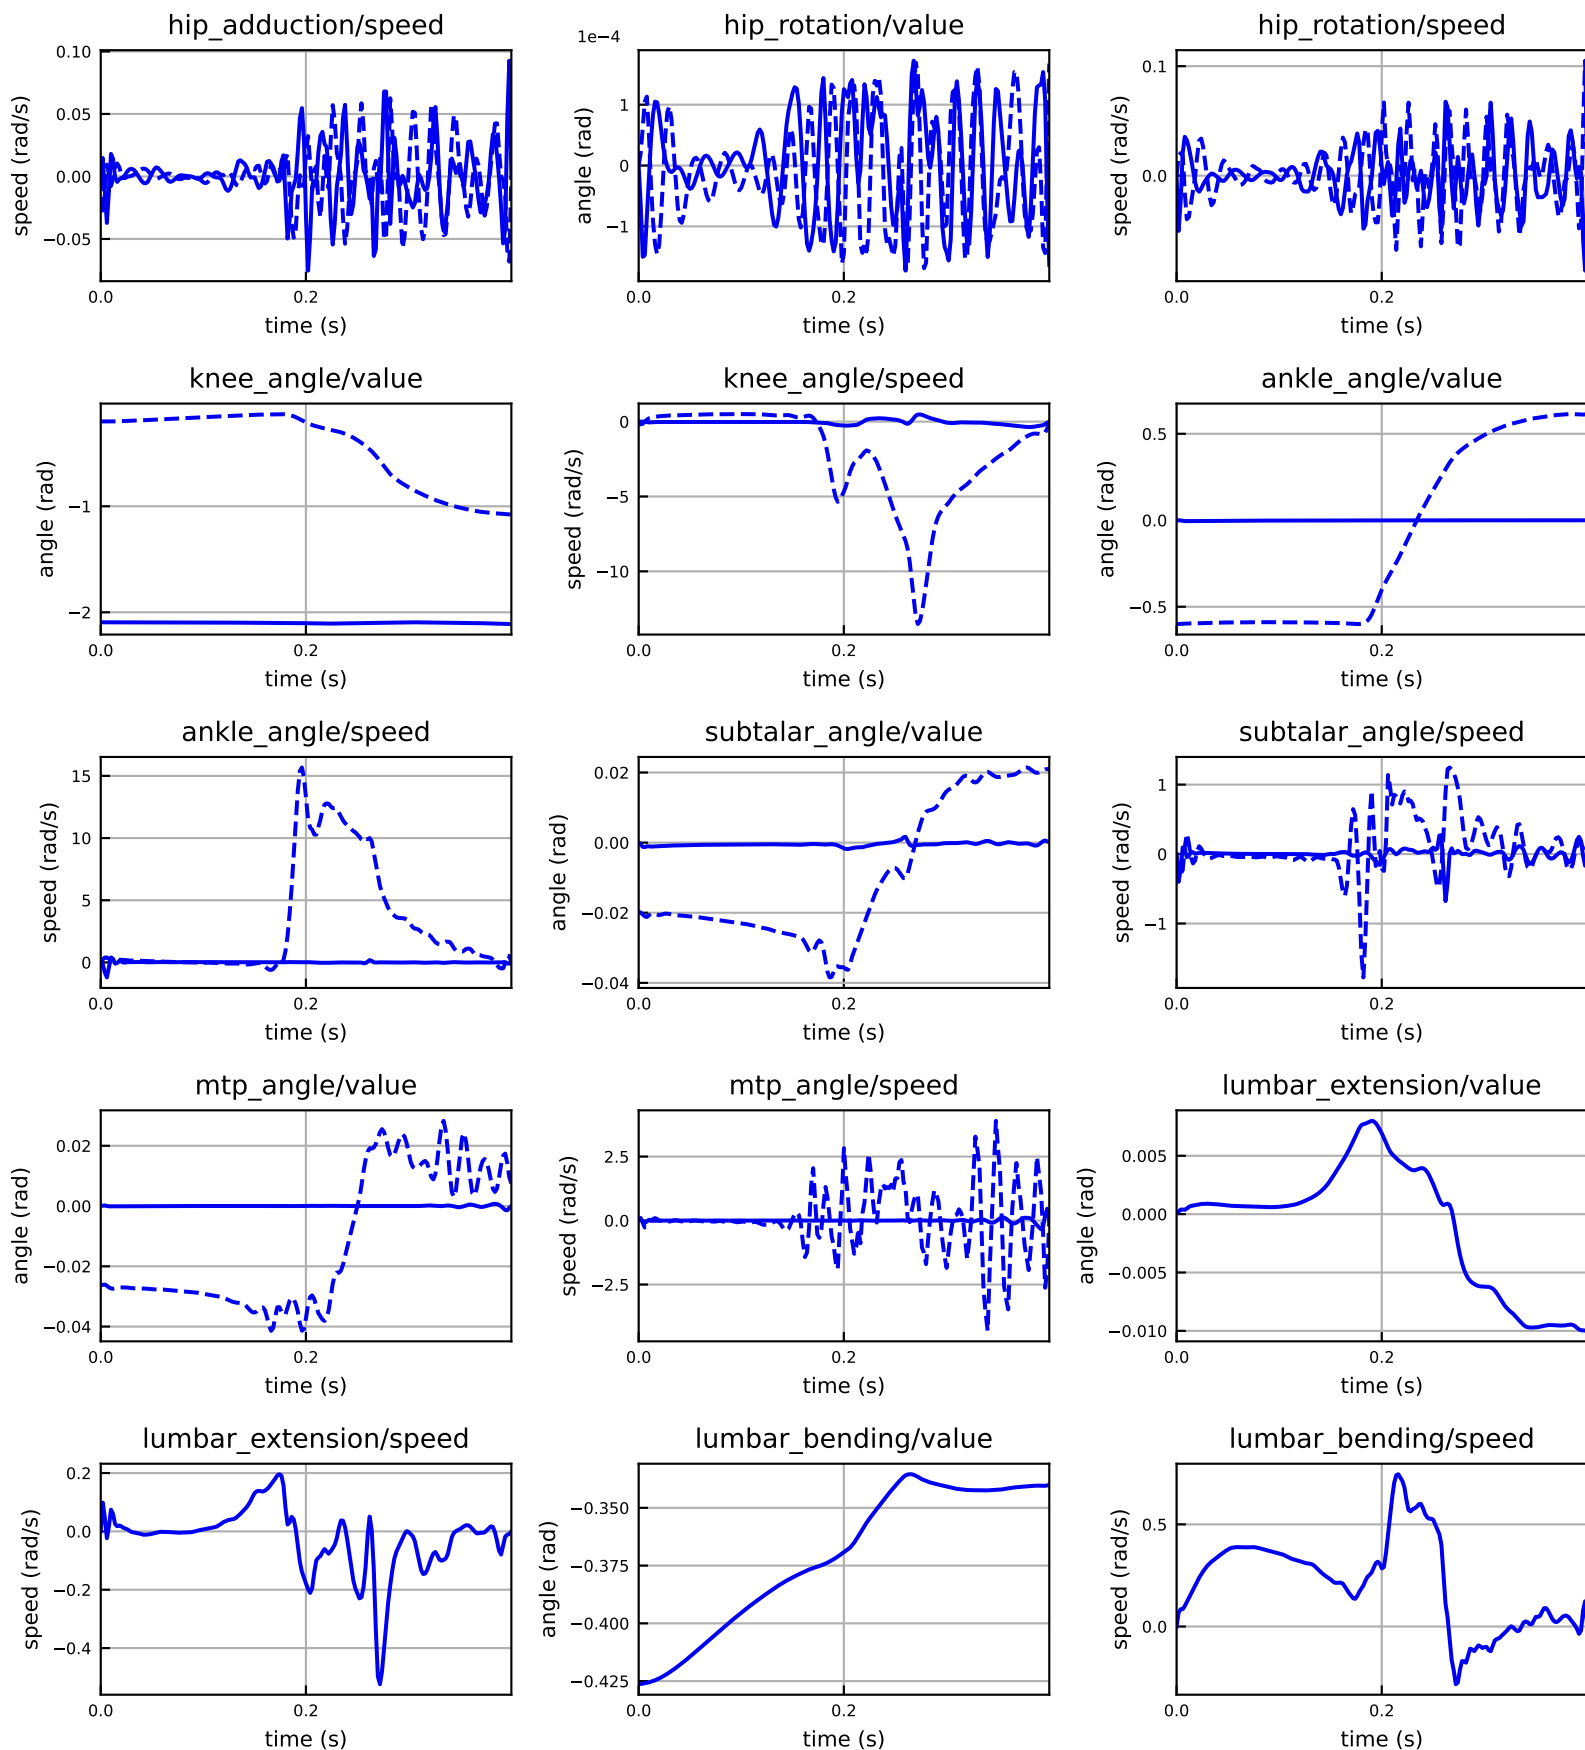 hip_adduction/speed
0.10
0.05
0.00
−0.05
speed (rad/s)
0.0
0.2
time (s)
hip_rotation/value
1e−4
1
0
−1
angle (rad)
0.0
0.2
time (s)
hip_rotation/speed
0.1
0.0
speed (rad/s)
0.0
0.2
time (s)
knee_angle/value
−1
−2
angle (rad)
0.0
0.2
time (s)
knee_angle/speed
0
−5
−10
speed (rad/s)
0.0
0.2
time (s)
ankle_angle/value
0.5
0.0
−0.5
angle (rad)
0.0
0.2
time (s)
ankle_angle/speed
15
10
5
0
speed (rad/s)
0.0
0.2
time (s)
subtalar_angle/value
0.02
0.00
−0.02
−0.04
angle (rad)
0.0
0.2
time (s)
subtalar_angle/speed
1
0
−1
speed (rad/s)
0.0
0.2
time (s)
mtp_angle/value
0.02
0.00
−0.02
−0.04
angle (rad)
0.0
0.2
time (s)
mtp_angle/speed
2.5
0.0
−2.5
speed (rad/s)
0.0
0.2
time (s)
lumbar_extension/value
0.005
0.000
−0.005
−0.010
angle (rad)
0.0
0.2
time (s)
lumbar_extension/speed
0.2
0.0
−0.2
−0.4
speed (rad/s)
0.0
0.2
time (s)
lumbar_bending/value
−0.350
−0.375
−0.400
−0.425
angle (rad)
0.0
0.2
time (s)
lumbar_bending/speed
0.5
0.0
speed (rad/s)
0.0
0.2
time (s)